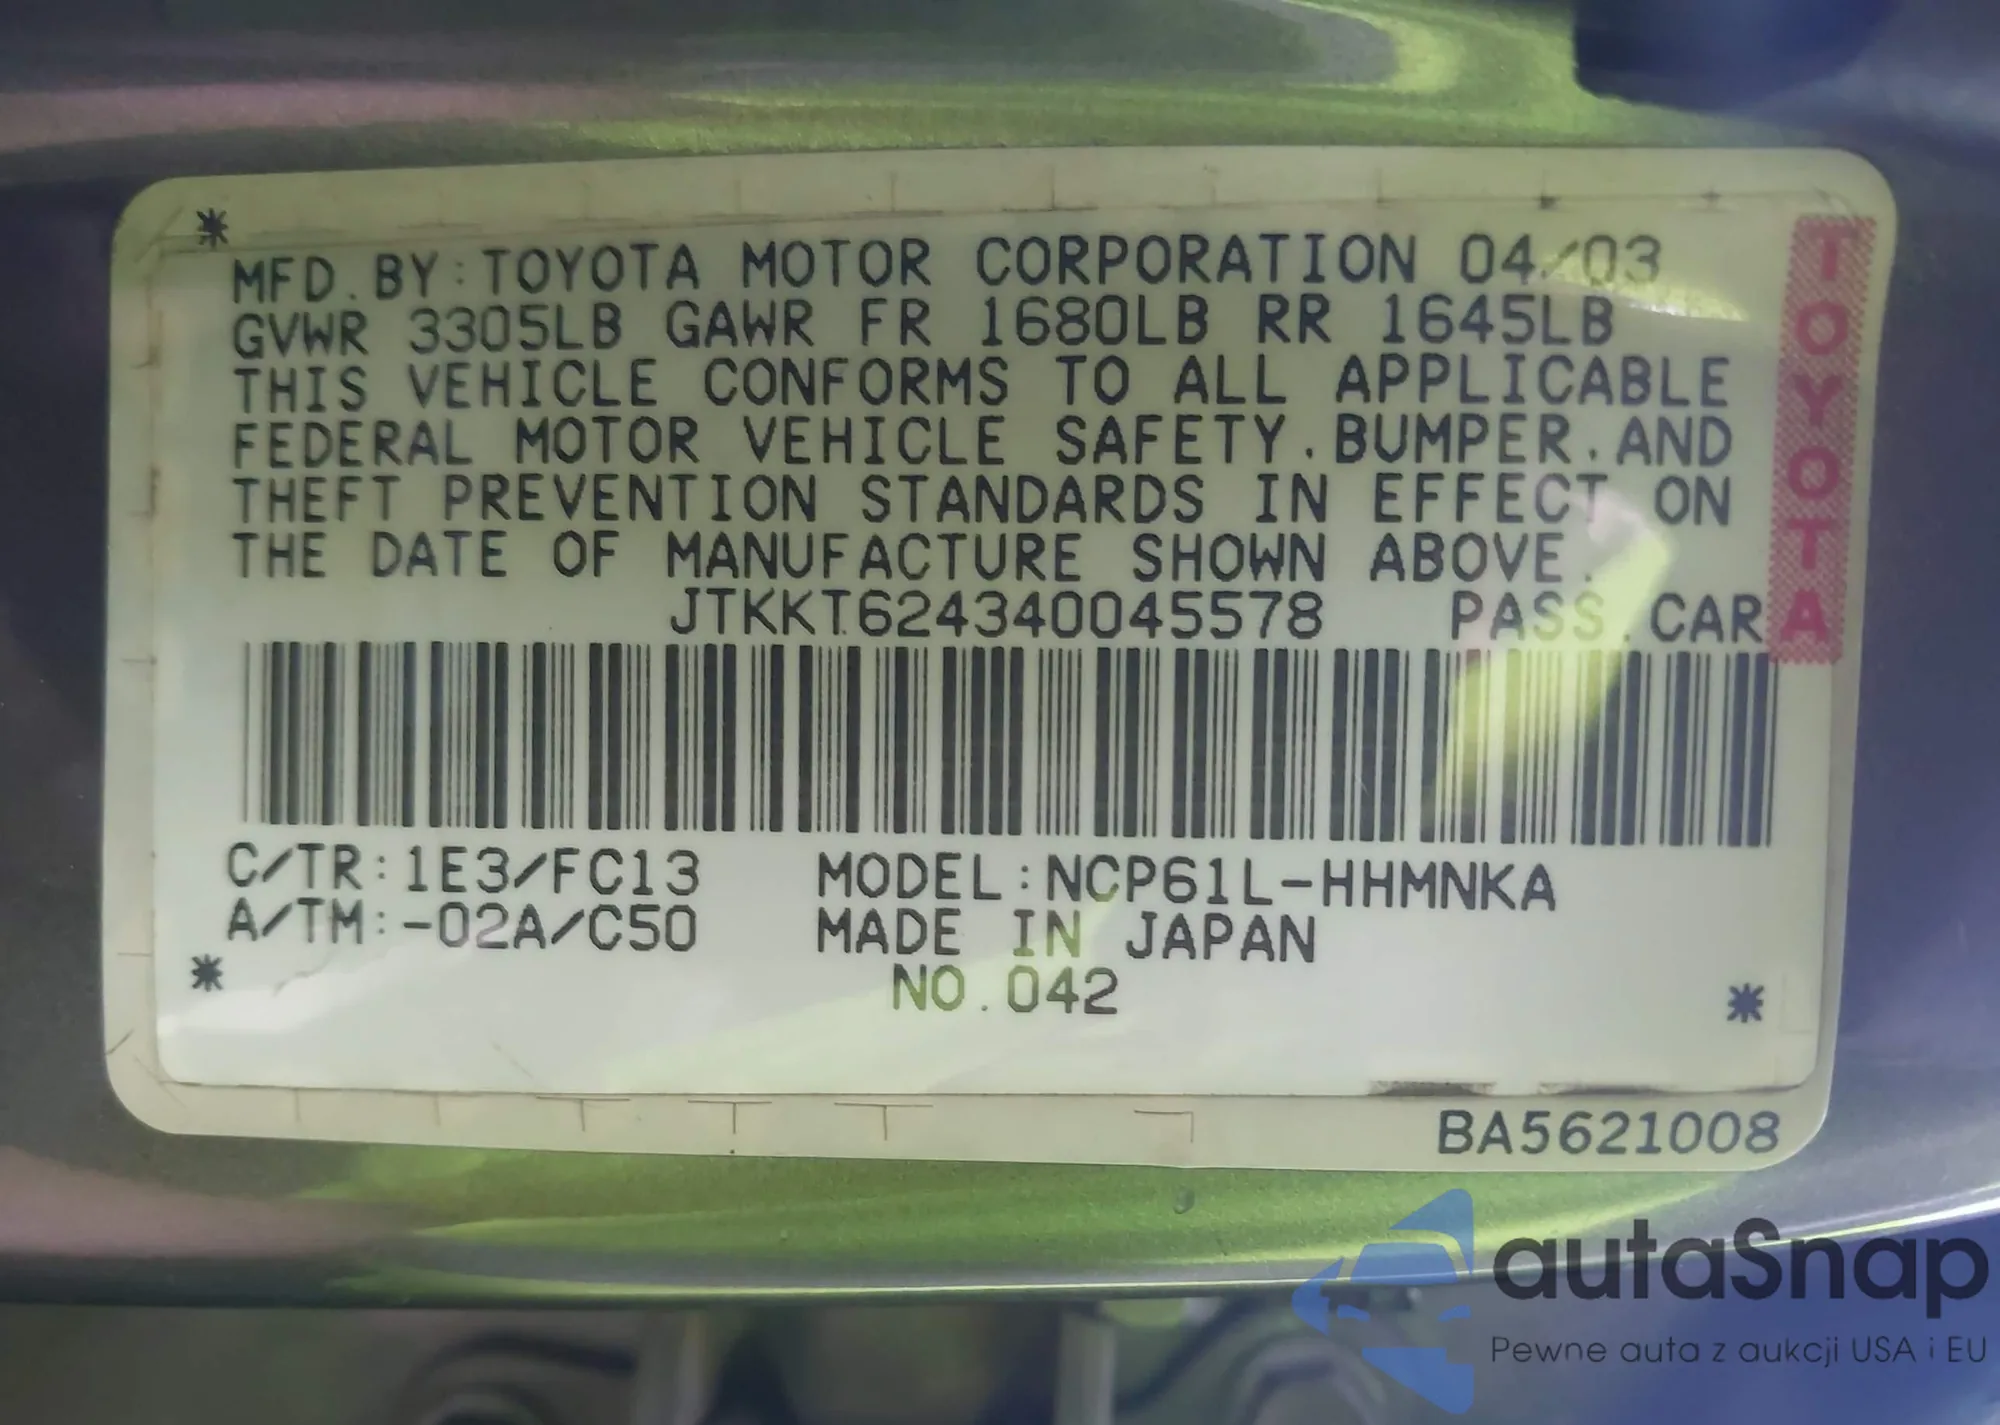 MFD.BY:TOYOTA MOTOR CORPORATION 04/03
GVWR 3305LB GAWR FR 1680LB RR 1645LB
THIS VEHICLE CONFORMS TO ALL APPLICABLE
FEDERAL MOTOR VEHICLE SAFETY.BUMPER.AND
THEFT PREVENTION STANDARDS IN EFFECT ON
THE DATE OF MANUFACTURE SHOWN ABOVE.
JTKKT624340045578 PASS.CAR
TOYOTA
C/TR:1E3/FC13 MODEL:NCP61L-HHMNKA
A/TM:-02A/C50 MADE IN JAPAN
NO.042
BA5621008
autaSnap
Pewne auta z aukcji USA i EU